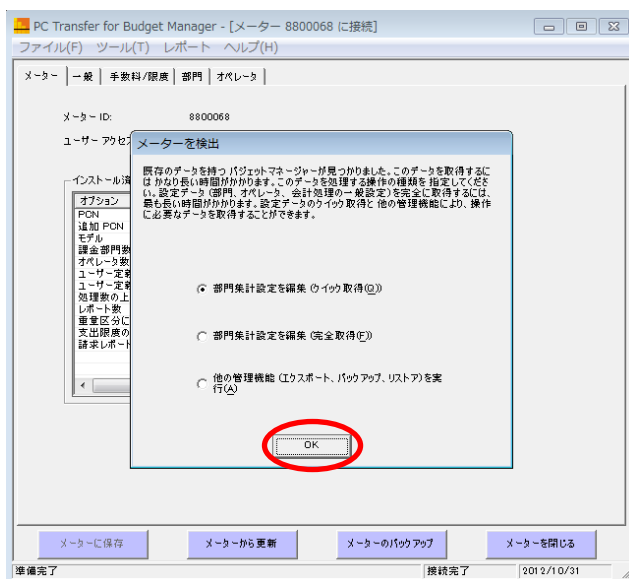 PC Transfer for Budget Manager - [メーター 8800068 に接続]
ファイル(F) ツール(T) レポート ヘルプ(H)
メーター 一般 手数料/限度 部門 オペレータ
メーター ID: 8800068
ユーザー アクセ
メーターを検出
既存のデータを持つ バジェットマネージャーが見つかりました。このデータを取得するに
は かなり長い時間がかかります。このデータを処理する操作の種類を 指定してくださ
い。設定データ (部門、オペレータ、会計処理の一般設定) を完全に取得するには、
最も長い時間がかかります。設定データのクイック取得と 他の管理機能により、操作
に必要なデータを取得することができます。
インストール済
オプション
PCN
追加 PCN
モデル
課金部門数
オペレータ数
ユーザー定義
ユーザー定義
処理数の上
レポート数
重量区分に
支出限度の
請求レポート
部門集計設定を編集 (クイック取得(Q))
部門集計設定を編集 (完全取得(F))
他の管理機能 (エクスポート、バックアップ、リストア) を実
行(A)
OK
メーターに保存 メーターから更新 メーターのバックアップ メーターを閉じる
準備完了 接続完了 2012/10/31